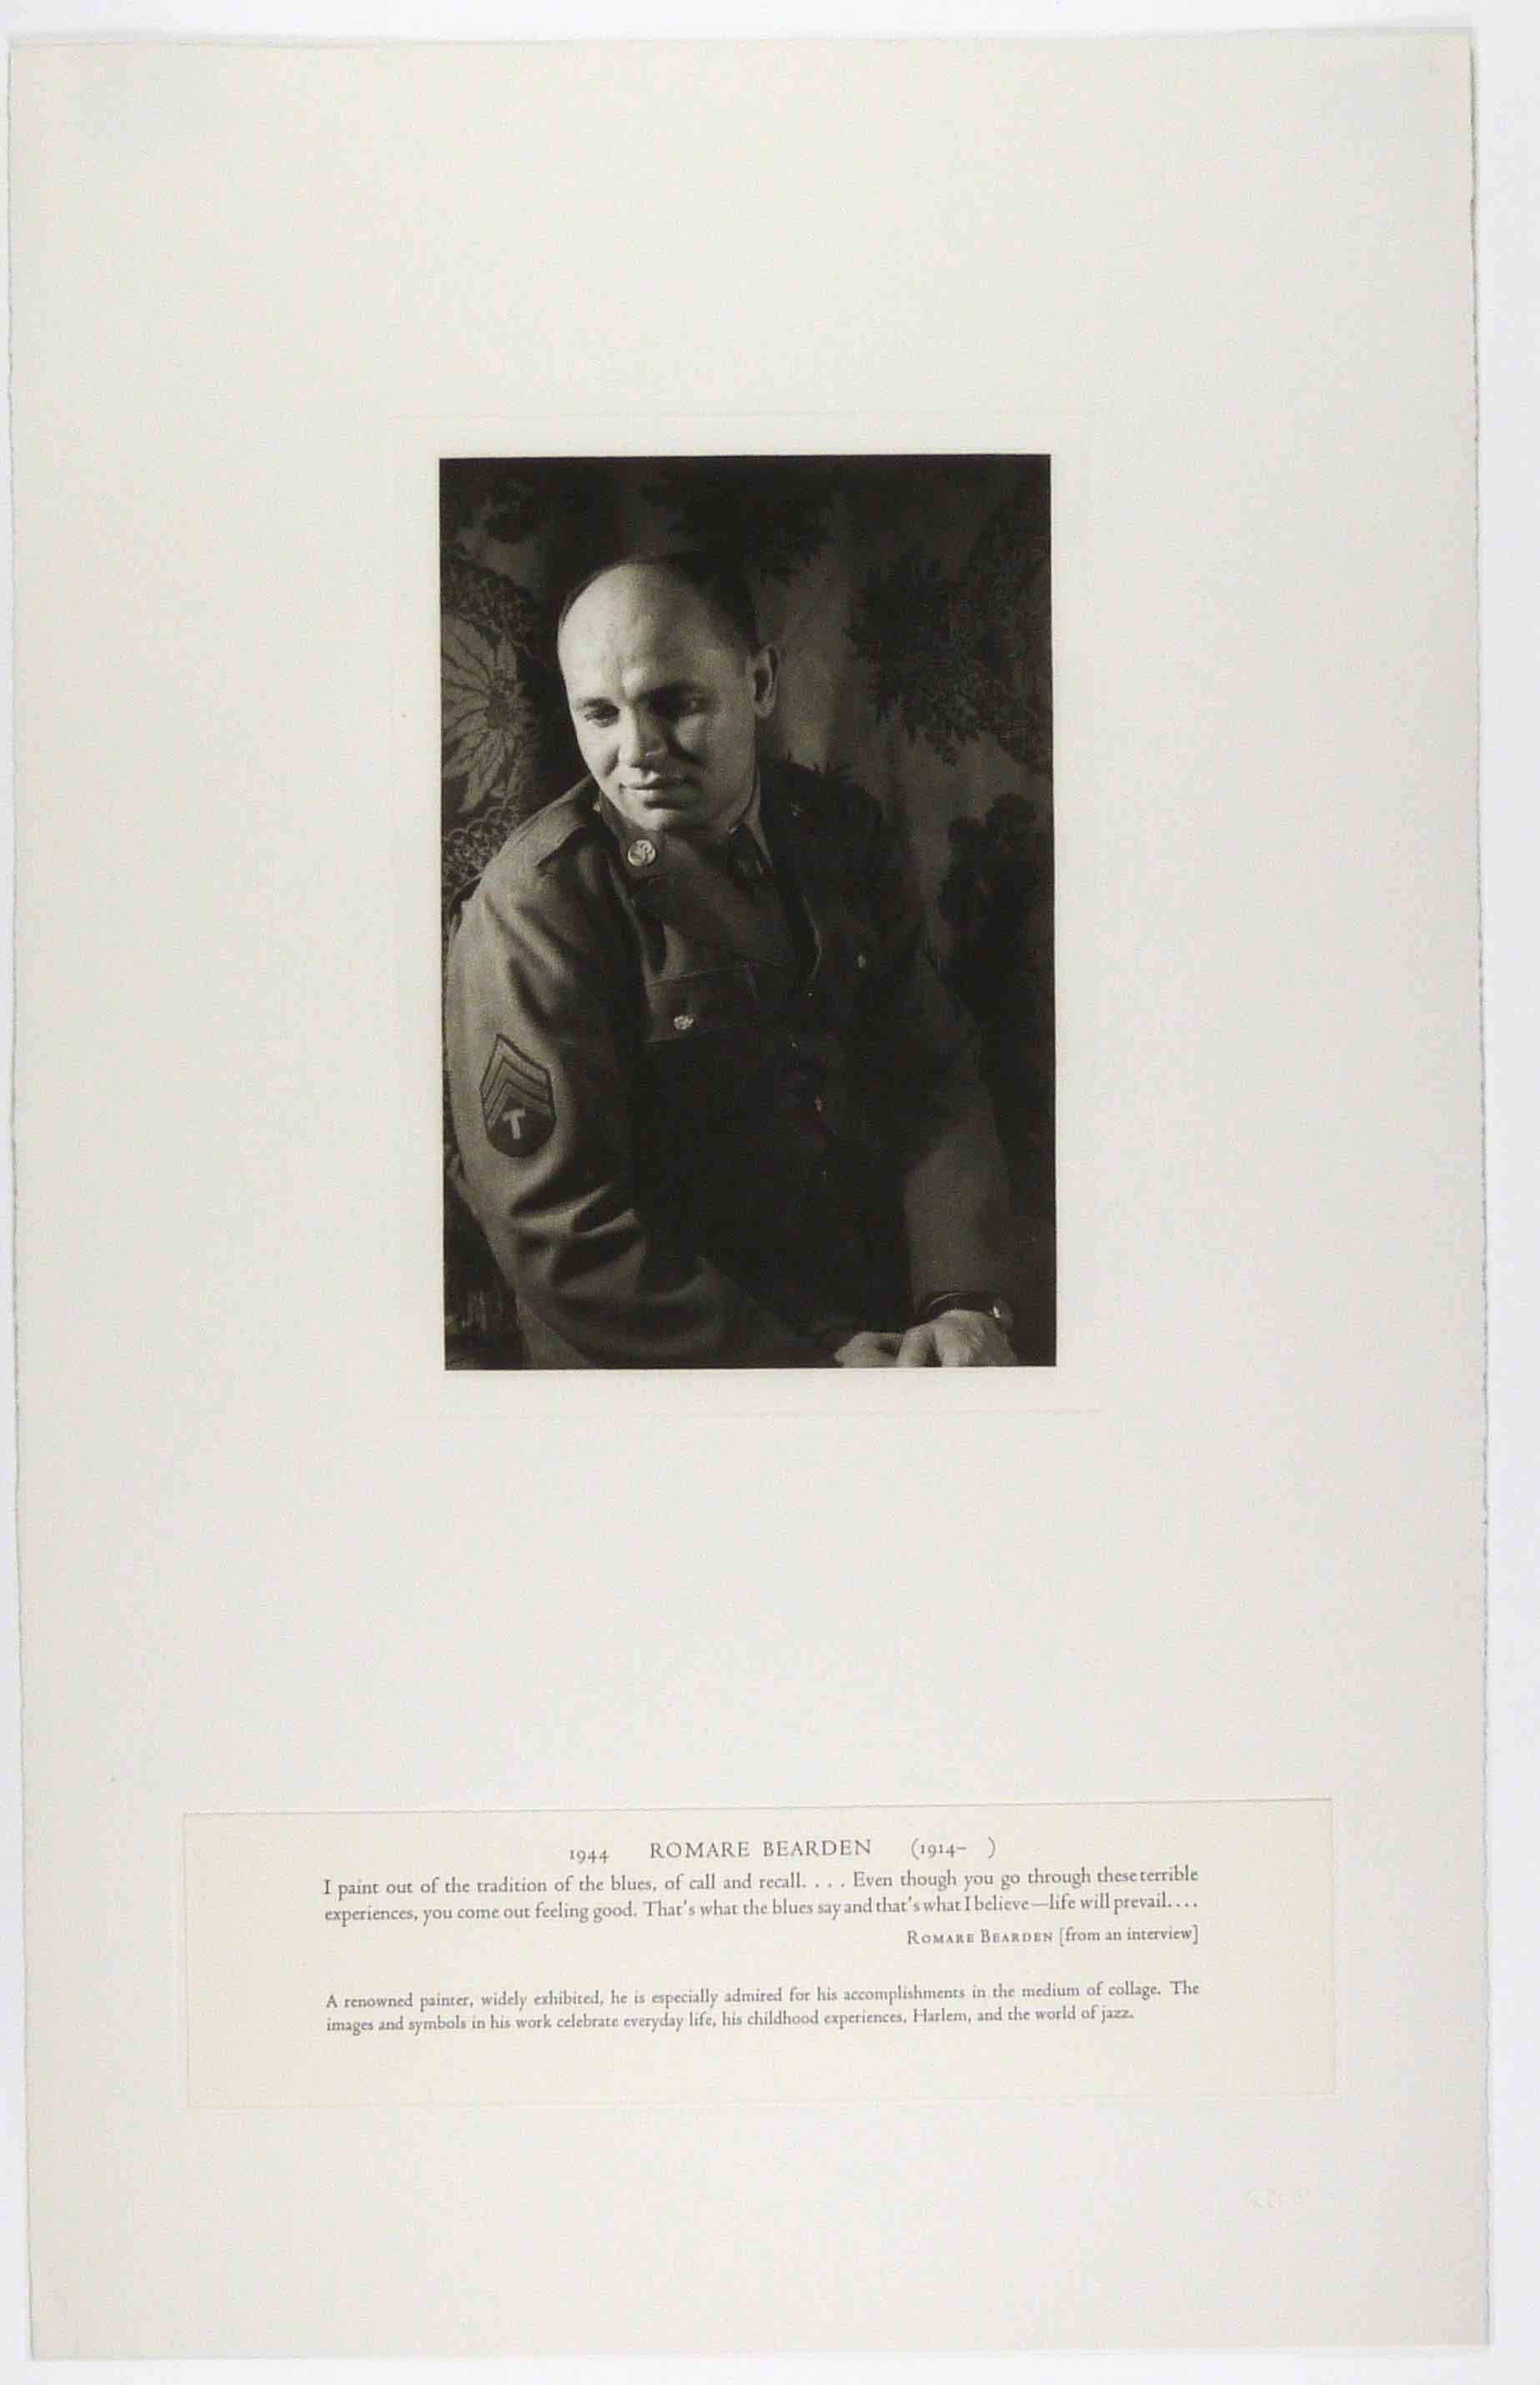 1944 ROMARE BEARDEN (1914– )
I paint out of the tradition of the blues, of call and recall. . . . Even though you go through these terrible
experiences, you come out feeling good. That's what the blues say and that's what I believe—life will prevail. . . .
ROMARE BEARDEN [from an interview]
A renowned painter, widely exhibited, he is especially admired for his accomplishments in the medium of collage. The
images and symbols in his work celebrate everyday life, his childhood experiences, Harlem, and the world of jazz.
T